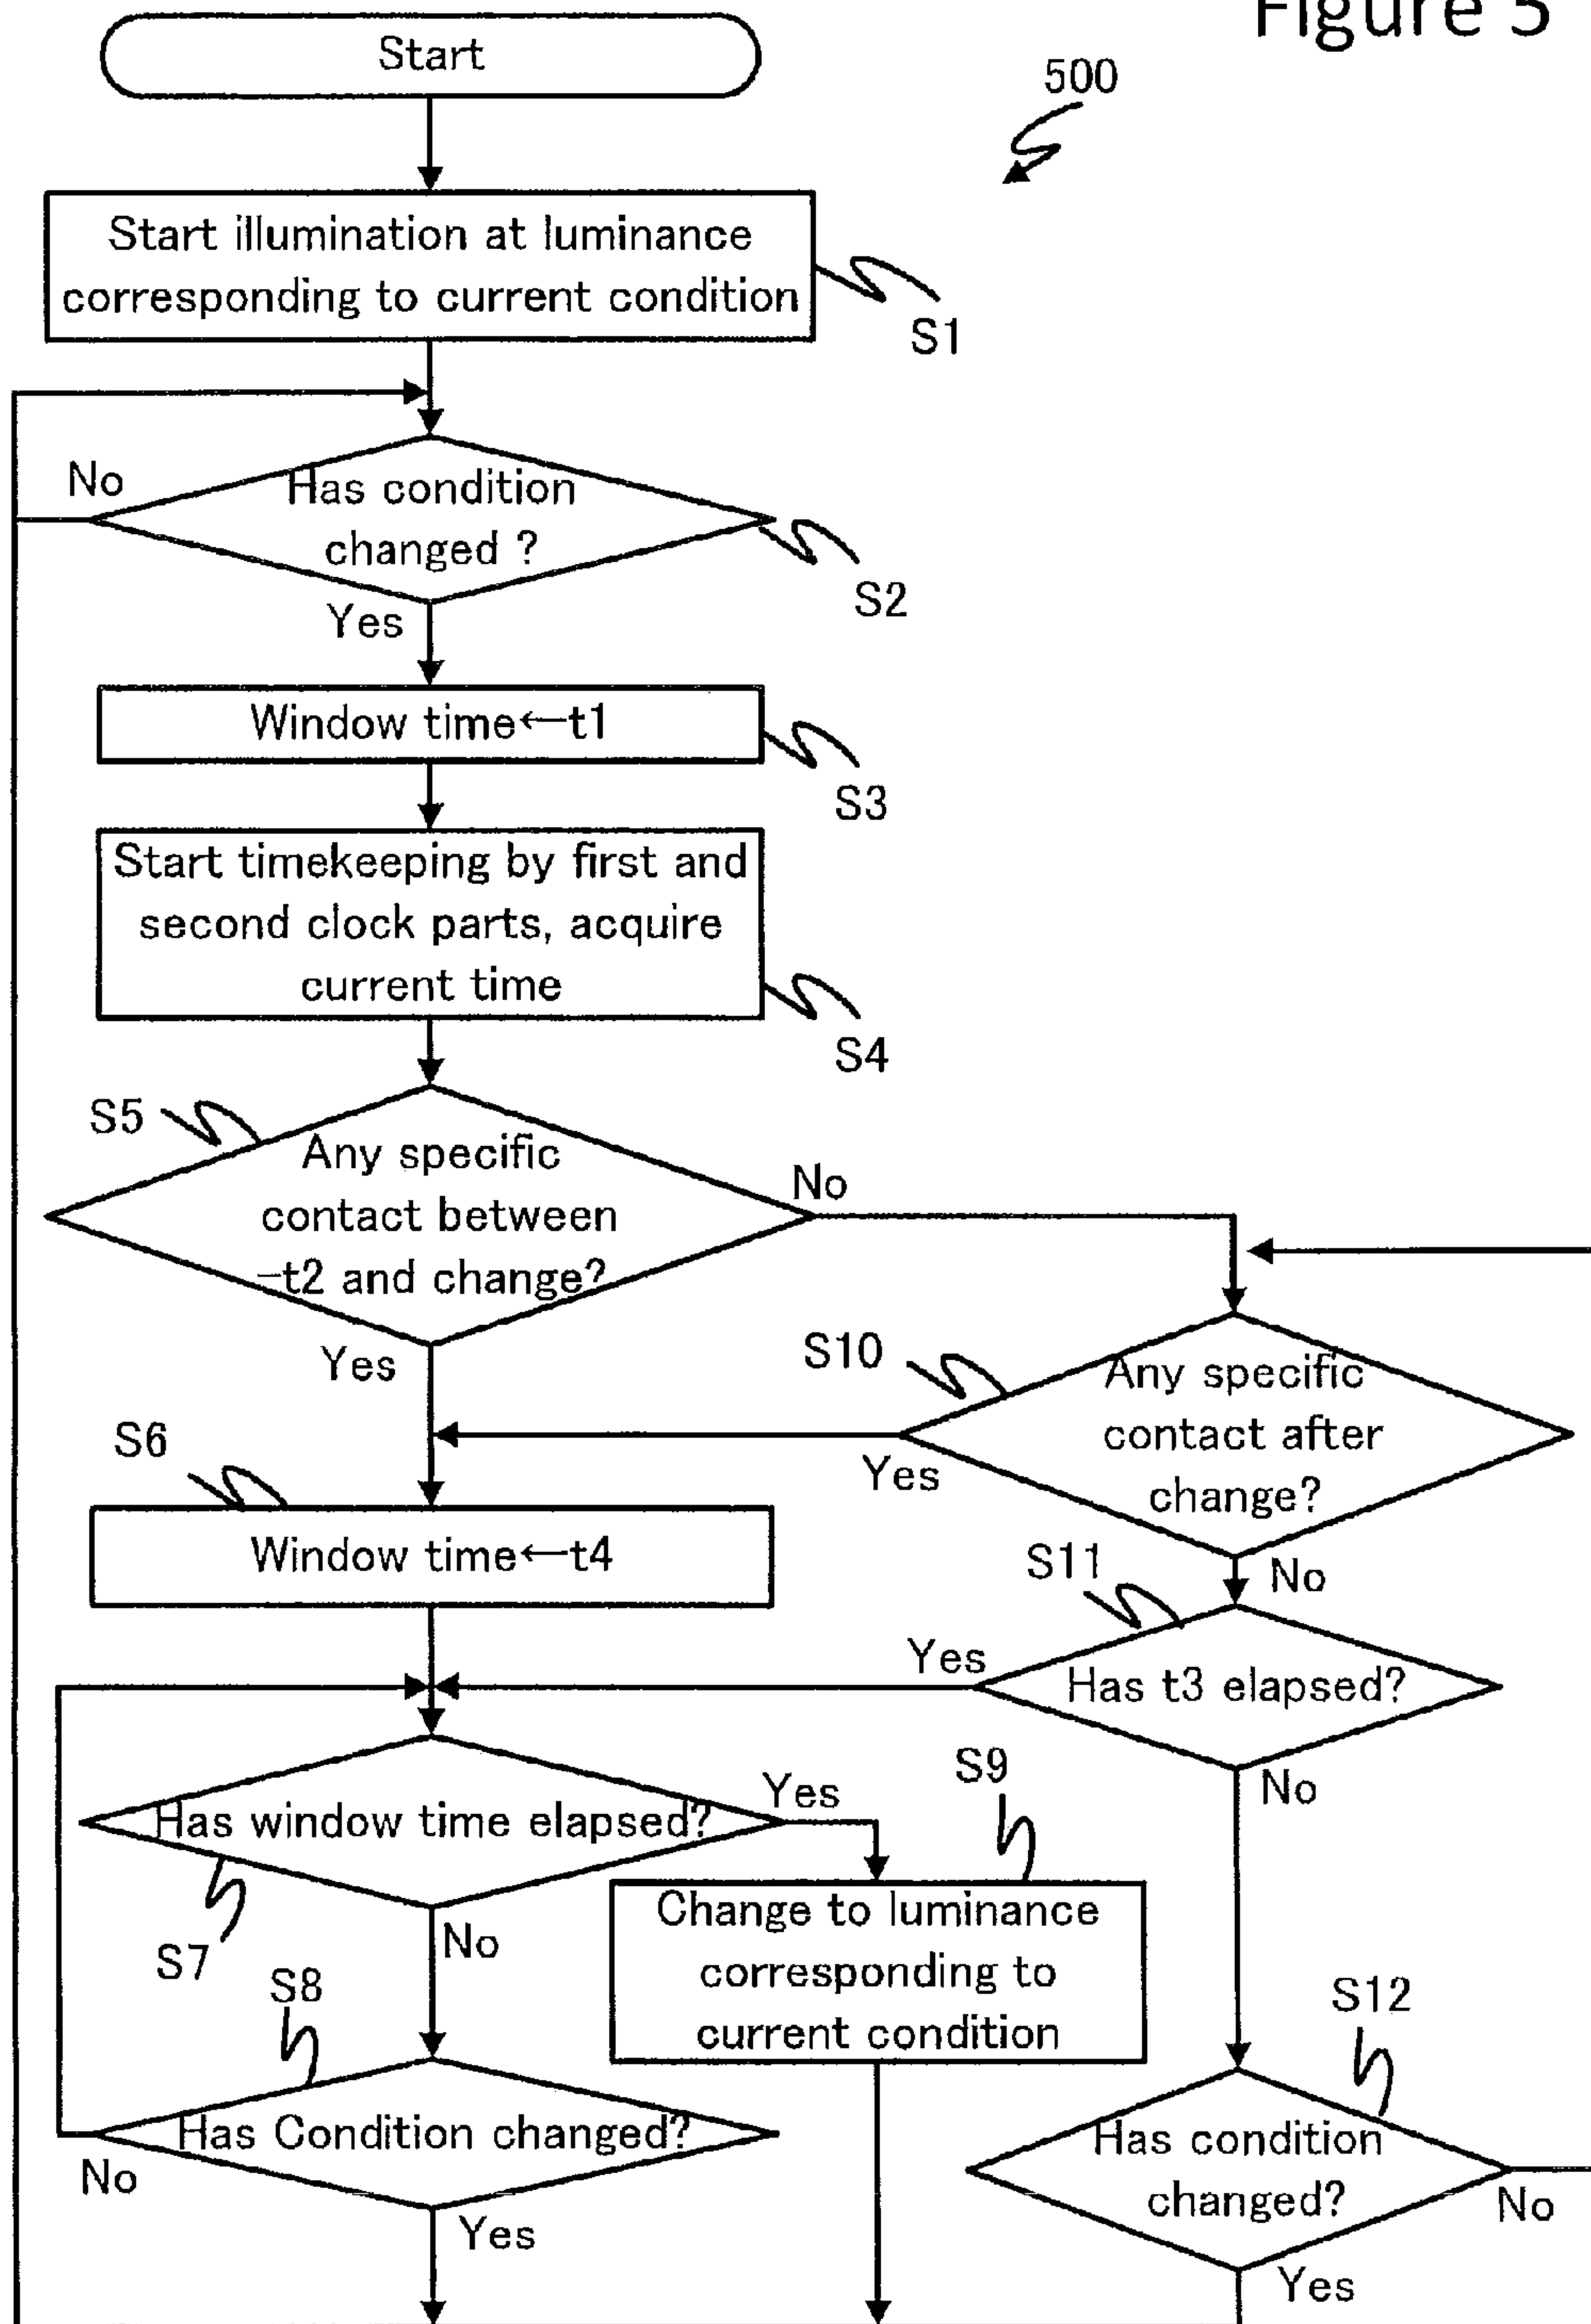 Figure 5
Start
500
Start illumination at luminance
corresponding to current condition
S1
No
Has condition
changed ?
S2
Yes
Window time←t1
S3
Start timekeeping by first and
second clock parts, acquire
current time
S4
S5
Any specific
contact between
-t2 and change?
No
Yes
S10
Any specific
contact after
change?
Yes
S6
Window time←t4
S11
No
Yes
Has t3 elapsed?
No
Has window time elapsed?
Yes
S9
S7
No
Change to luminance
corresponding to
current condition
S8
S12
Has Condition changed?
No
Yes
Has condition
changed?
No
Yes